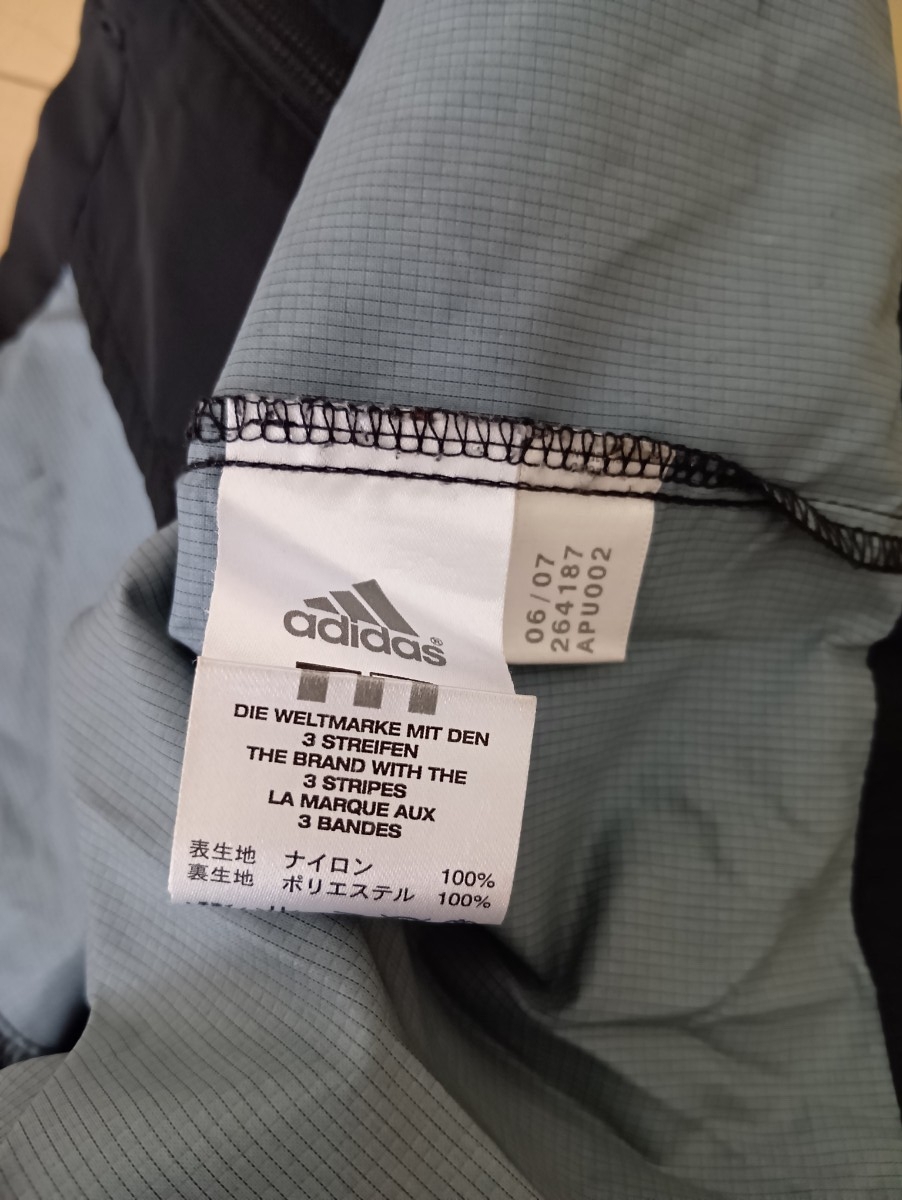 adidas®
DIE WELTMARKE MIT DEN
3 STREIFEN
THE BRAND WITH THE
3 STRIPES
LA MARQUE AUX
3 BANDES
表生地 ナイロン 100%
裏生地 ポリエステル 100%
06/07
264187
APU002